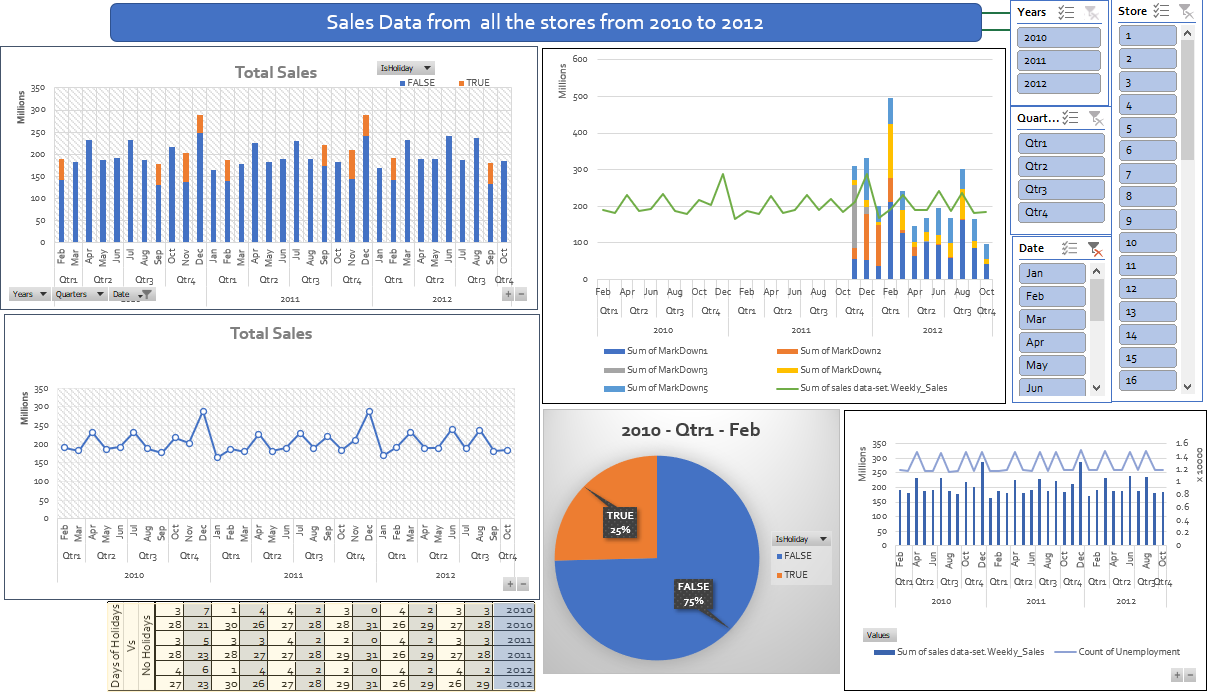 Sales Data from all the stores from 2010 to 2012
Years
2010
2011
2012
Quart...
Qtr1
Qtr2
Qtr3
Qtr4
Date
Jan
Feb
Mar
Apr
May
Jun
Store
1
2
3
4
5
6
7
8
9
10
11
12
13
14
15
16
Total Sales
IsHoliday
FALSE TRUE
Millions
350
300
250
200
150
100
50
0
Feb Mar Apr May Jun Jul Aug Sep Oct Nov Dec Jan Feb Mar Apr May Jun Jul Aug Sep Oct Nov Dec Jan Feb Mar Apr May Jun Jul Aug Sep Oct
Qtr1 Qtr2 Qtr3 Qtr4 Qtr1 Qtr2 Qtr3 Qtr4 Qtr1 Qtr2 Qtr3 Qtr4
Years Quarters Date
2011 2012
Millions
600
500
400
300
200
100
0
Feb Apr Jun Aug Oct Dec Feb Apr Jun Aug Oct Dec Feb Apr Jun Aug Oct
Qtr1 Qtr2 Qtr3 Qtr4 Qtr1 Qtr2 Qtr3 Qtr4 Qtr1 Qtr2 Qtr3 Qtr4
2010 2011 2012
Sum of MarkDown1 Sum of MarkDown2
Sum of MarkDown3 Sum of MarkDown4
Sum of MarkDown5 Sum of sales data-set.Weekly_Sales
Total Sales
Millions
350
300
250
200
150
100
50
0
Feb Mar Apr May Jun Jul Aug Sep Oct Nov Dec Jan Feb Mar Apr May Jun Jul Aug Sep Oct Nov Dec Jan Feb Mar Apr May Jun Jul Aug Sep Oct
Qtr1 Qtr2 Qtr3 Qtr4 Qtr1 Qtr2 Qtr3 Qtr4 Qtr1 Qtr2 Qtr3 Qtr4
2010 2011 2012
2010 - Qtr1 - Feb
TRUE
25%
FALSE
75%
IsHoliday
FALSE
TRUE
Millions
350
300
250
200
150
100
50
0
1.6
1.4
1.2
1
0.8
0.6
0.4
0.2
0
x 10000
Feb Apr Jun Aug Oct Dec Feb Apr Jun Aug Oct Dec Feb Apr Jun Aug Oct
Qtr1 Qtr2 Qtr3 Qtr4 Qtr1 Qtr2 Qtr3 Qtr4 Qtr1 Qtr2 Qtr3 Qtr4
2010 2011 2012
Values
Sum of sales data-set.Weekly_Sales Count of Unemployment
Days of Holidays
Vs
No Holidays
3 7 1 4 4 2 3 0 4 2 3 3 2010
28 21 30 26 27 28 28 31 26 29 27 28 2010
3 5 3 3 4 2 2 0 4 2 3 3 2011
28 23 28 27 27 28 29 31 26 29 27 28 2011
4 6 1 4 4 2 2 0 4 2 4 2 2012
27 23 30 26 27 28 29 31 26 29 26 29 2012